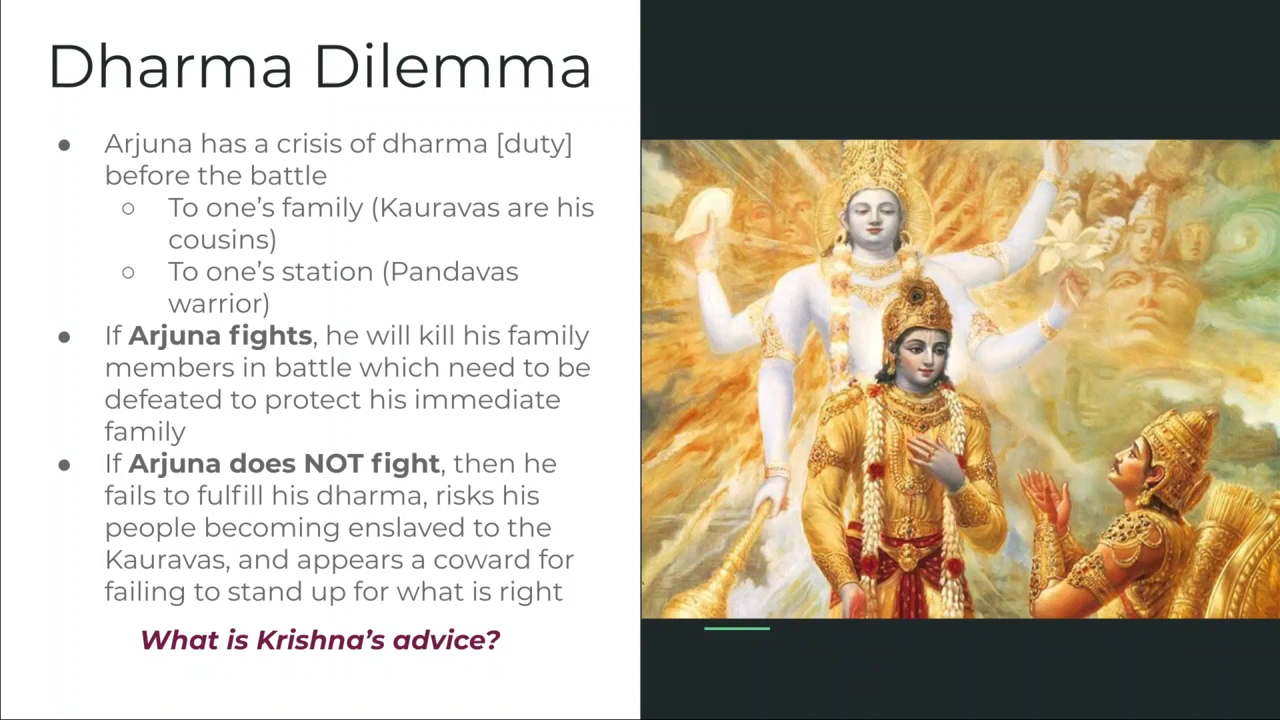 Dharma Dilemma
● Arjuna has a crisis of dharma [duty]
before the battle
○ To one’s family (Kauravas are his
cousins)
○ To one’s station (Pandavas
warrior)
● If Arjuna fights, he will kill his family
members in battle which need to be
defeated to protect his immediate
family
● If Arjuna does NOT fight, then he
fails to fulfill his dharma, risks his
people becoming enslaved to the
Kauravas, and appears a coward for
failing to stand up for what is right
What is Krishna’s advice?